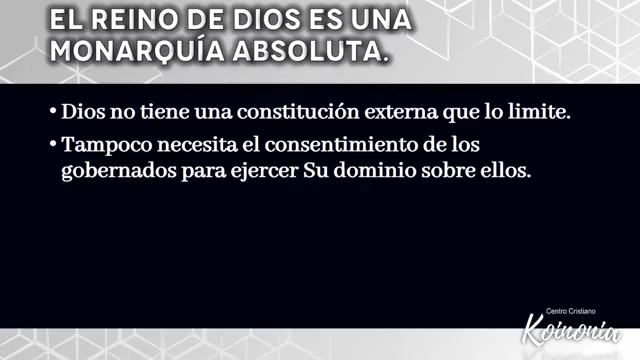 EL REINO DE DIOS ES UNA
MONARQUÍA ABSOLUTA.
• Dios no tiene una constitución externa que lo limite.
• Tampoco necesita el consentimiento de los
gobernados para ejercer Su dominio sobre ellos.
Centro Cristiano
Koinonia